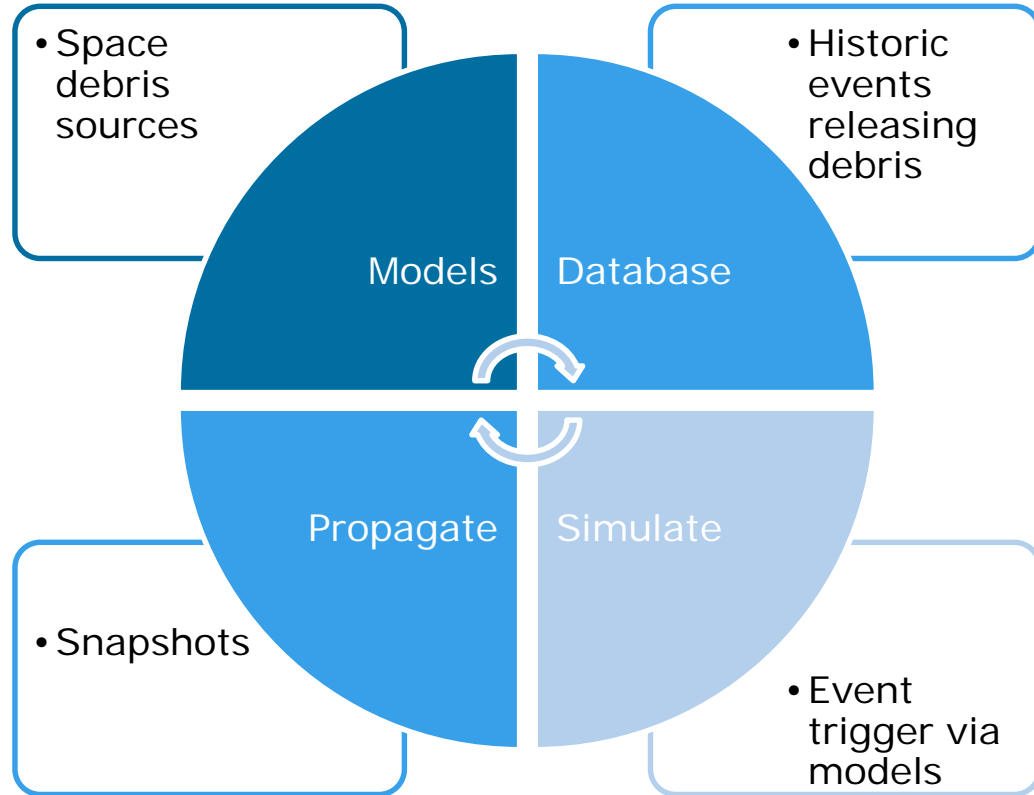 • Space
debris
sources
• Historic
events
releasing
debris
Models
Database
Propagate
Simulate
• Snapshots
• Event
trigger via
models